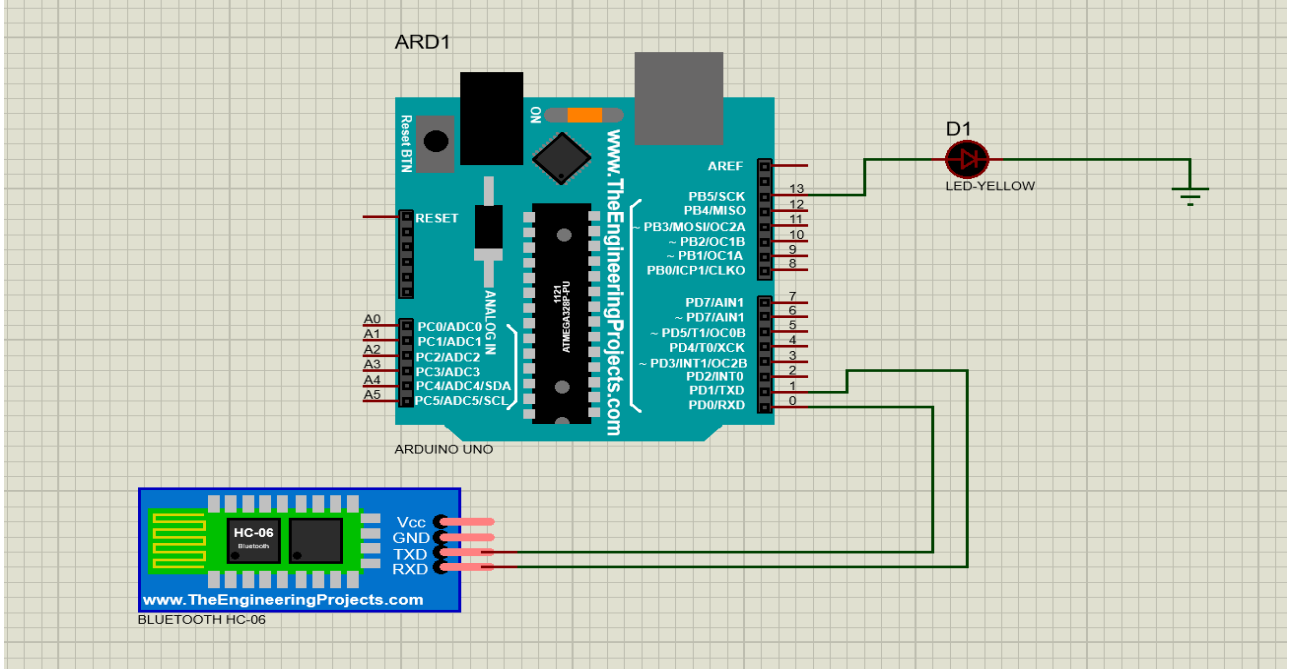 ARD1
Reset BTN
ON
www.TheEngineeringProjects.com
RESET
ANALOG IN
1121
ATMEGA328P-PU
A0
PC0/ADC0
A1
PC1/ADC1
A2
PC2/ADC2
A3
PC3/ADC3
A4
PC4/ADC4/SDA
A5
PC5/ADC5/SCL
AREF
PB5/SCK 13
PB4/MISO 12
~ PB3/MOSI/OC2A 11
~ PB2/OC1B 10
~ PB1/OC1A 9
PB0/ICP1/CLKO 8
PD7/AIN1 7
~ PD7/AIN1 6
~ PD5/T1/OC0B 5
PD4/T0/XCK 4
~ PD3/INT1/OC2B 3
PD2/INT0 2
PD1/TXD 1
PD0/RXD 0
ARDUINO UNO
D1
LED-YELLOW
HC-06
Bluetooth
Vcc
GND
TXD
RXD
www.TheEngineeringProjects.com
BLUETOOTH HC-06